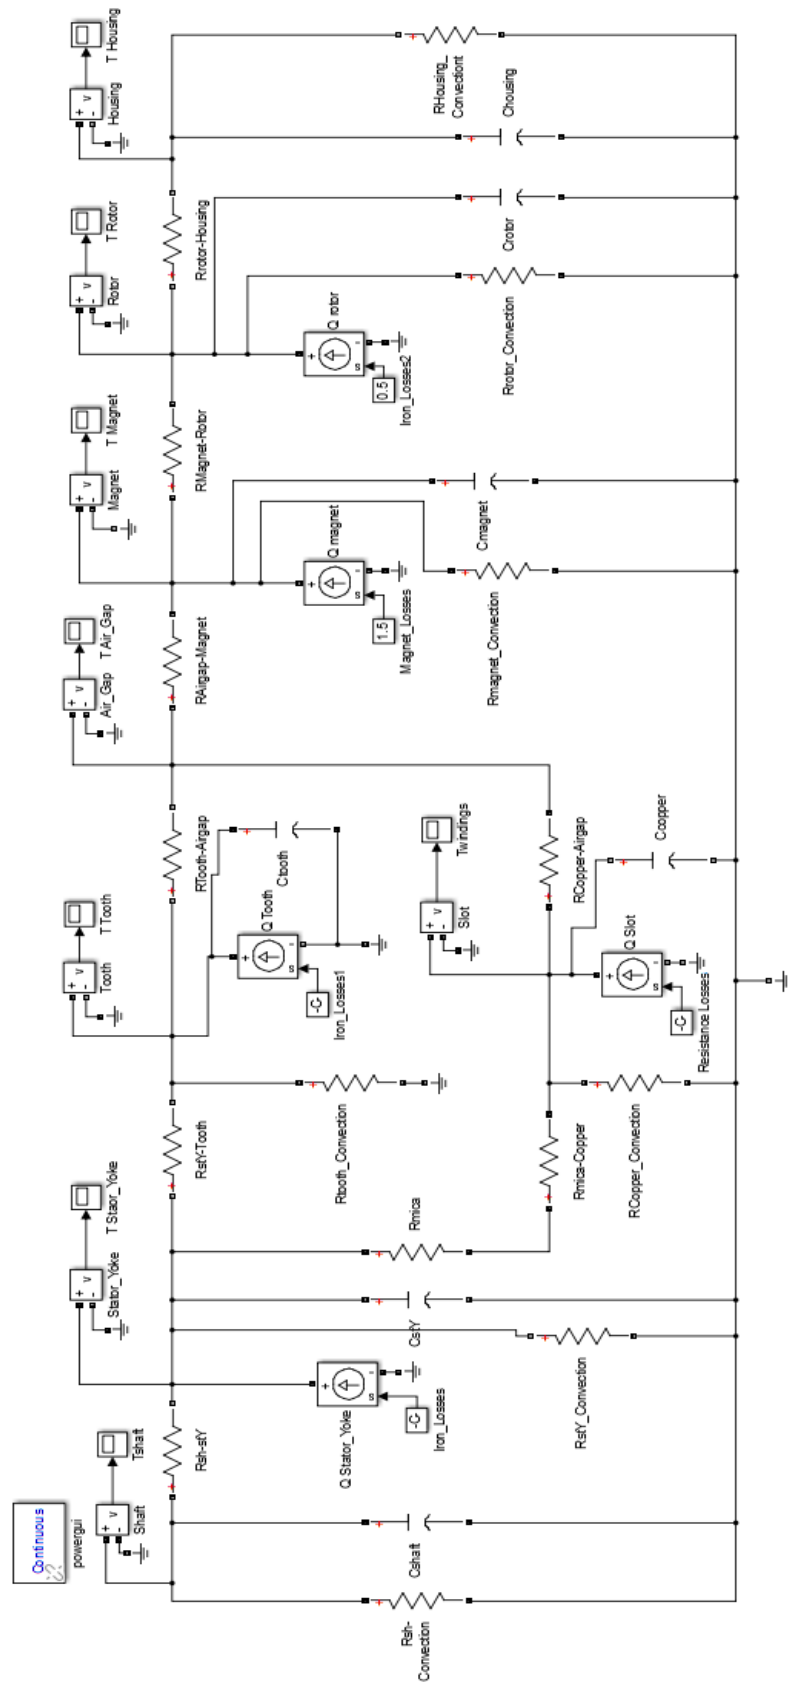 Continuous
powergui
Tshaft
Shaft
T Staor_Yoke
Stator_Yoke
T Tooth
Tooth
T Air_Gap
Air_Gap
T Magnet
Magnet
T Rotor
Rotor
T Housing
Housing
Rsh-stY
RstY-Tooth
RTooth-Airgap
RAirgap-Magnet
RMagnet-Rotor
Rrotor-Housing
Rsh-
Convection
Cshaft
Q Stator_Yoke
-C-
Iron_Losses
RstY_Convection
CstY
Rmica
Rtooth_Convection
Q Tooth
-C-
Iron_Losses1
Ctooth
Twindings
Slot
Rmica-Copper
RCopper-Airgap
RCopper_Convection
Q Slot
-C-
Resistance Losses
Ccopper
Q magnet
1.5
Magnet_Losses
Rmagnet_Convection
Cmagnet
Q rotor
0.5
Iron_Losses2
Rrotor_Convection
Crotor
Chousing
RHousing_
Convectiont